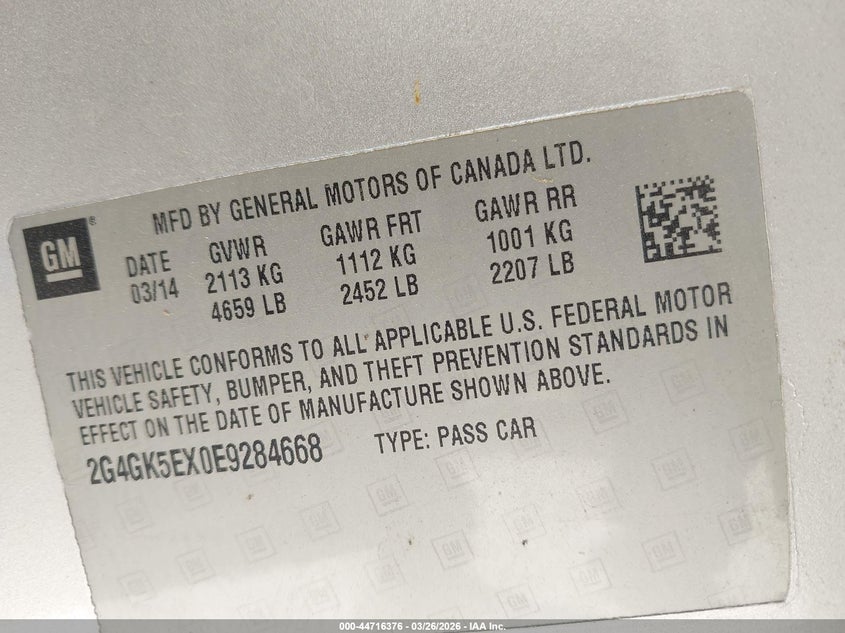 MFD BY GENERAL MOTORS OF CANADA LTD.
GM®
DATE GVWR GAWR FRT GAWR RR
03/14 2113 KG 1112 KG 1001 KG
4659 LB 2452 LB 2207 LB
THIS VEHICLE CONFORMS TO ALL APPLICABLE U.S. FEDERAL MOTOR
VEHICLE SAFETY, BUMPER, AND THEFT PREVENTION STANDARDS IN
EFFECT ON THE DATE OF MANUFACTURE SHOWN ABOVE.
2G4GK5EX0E9284668 TYPE: PASS CAR
000-44716376 - 03/26/2026 - IAA Inc.